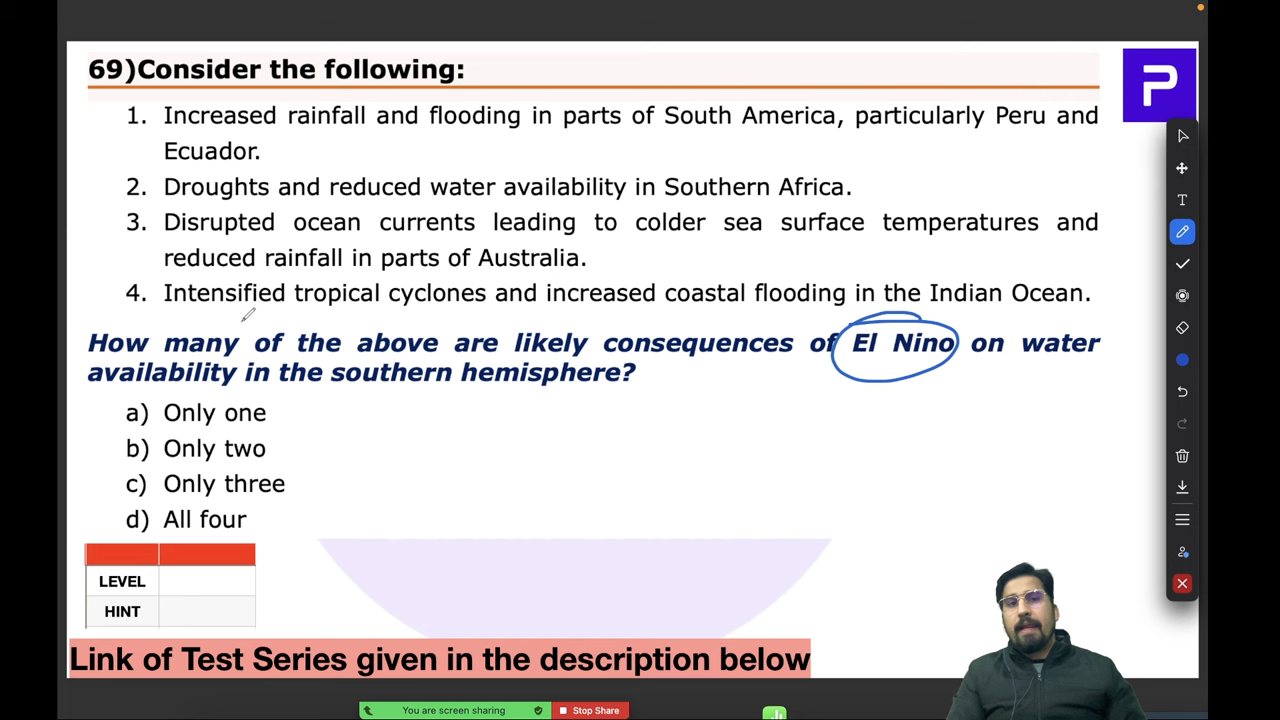 69)Consider the following:
1. Increased rainfall and flooding in parts of South America, particularly Peru and
Ecuador.
2. Droughts and reduced water availability in Southern Africa.
3. Disrupted ocean currents leading to colder sea surface temperatures and
reduced rainfall in parts of Australia.
4. Intensified tropical cyclones and increased coastal flooding in the Indian Ocean.
How many of the above are likely consequences of El Nino on water
availability in the southern hemisphere?
a) Only one
b) Only two
c) Only three
d) All four
LEVEL
HINT
Link of Test Series given in the description below
You are screen sharing
Stop Share
P
T